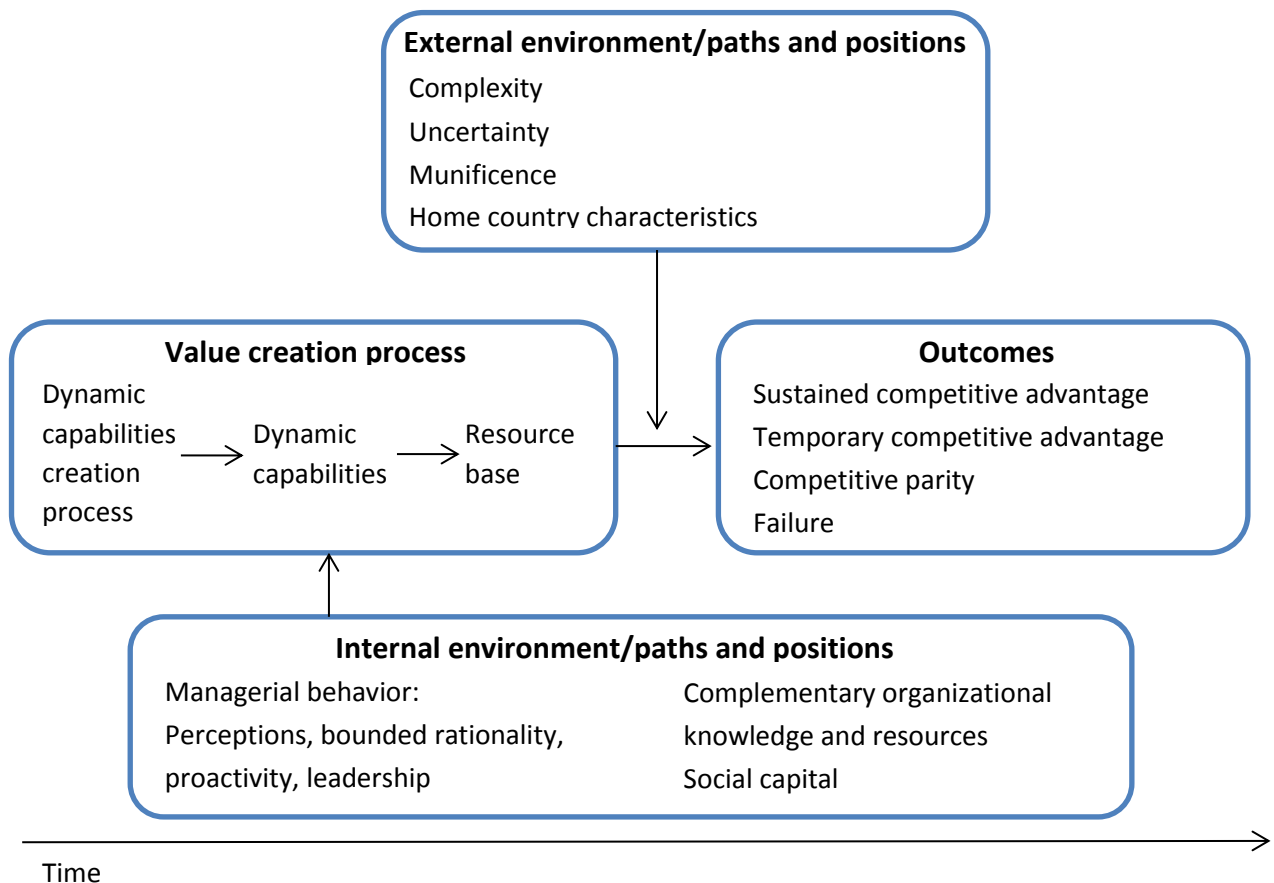 External environment/paths and positions
Complexity
Uncertainty
Munificence
Home country characteristics
Value creation process
Dynamic
capabilities
creation
process
Dynamic
capabilities
Resource
base
Outcomes
Sustained competitive advantage
Temporary competitive advantage
Competitive parity
Failure
Internal environment/paths and positions
Managerial behavior:
Perceptions, bounded rationality,
proactivity, leadership
Complementary organizational
knowledge and resources
Social capital
Time